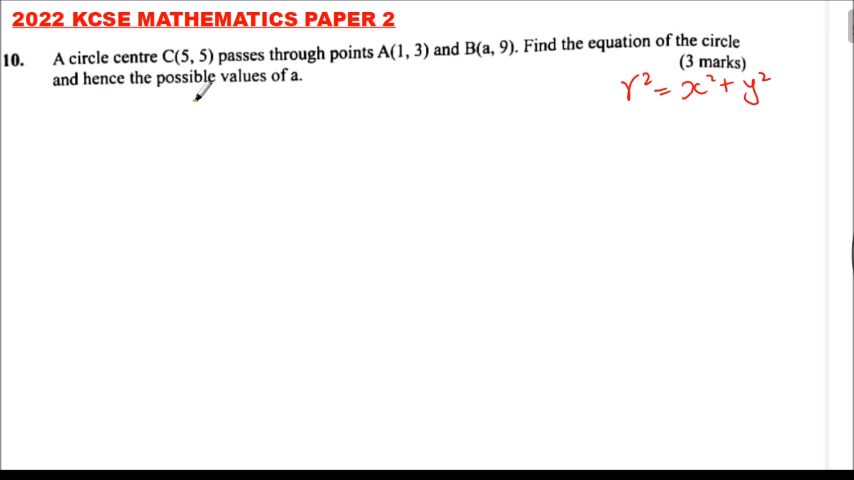 2022 KCSE MATHEMATICS PAPER 2
10. A circle centre C(5, 5) passes through points A(1, 3) and B(a, 9). Find the equation of the circle
and hence the possible values of a. (3 marks)
r² = x² + y²